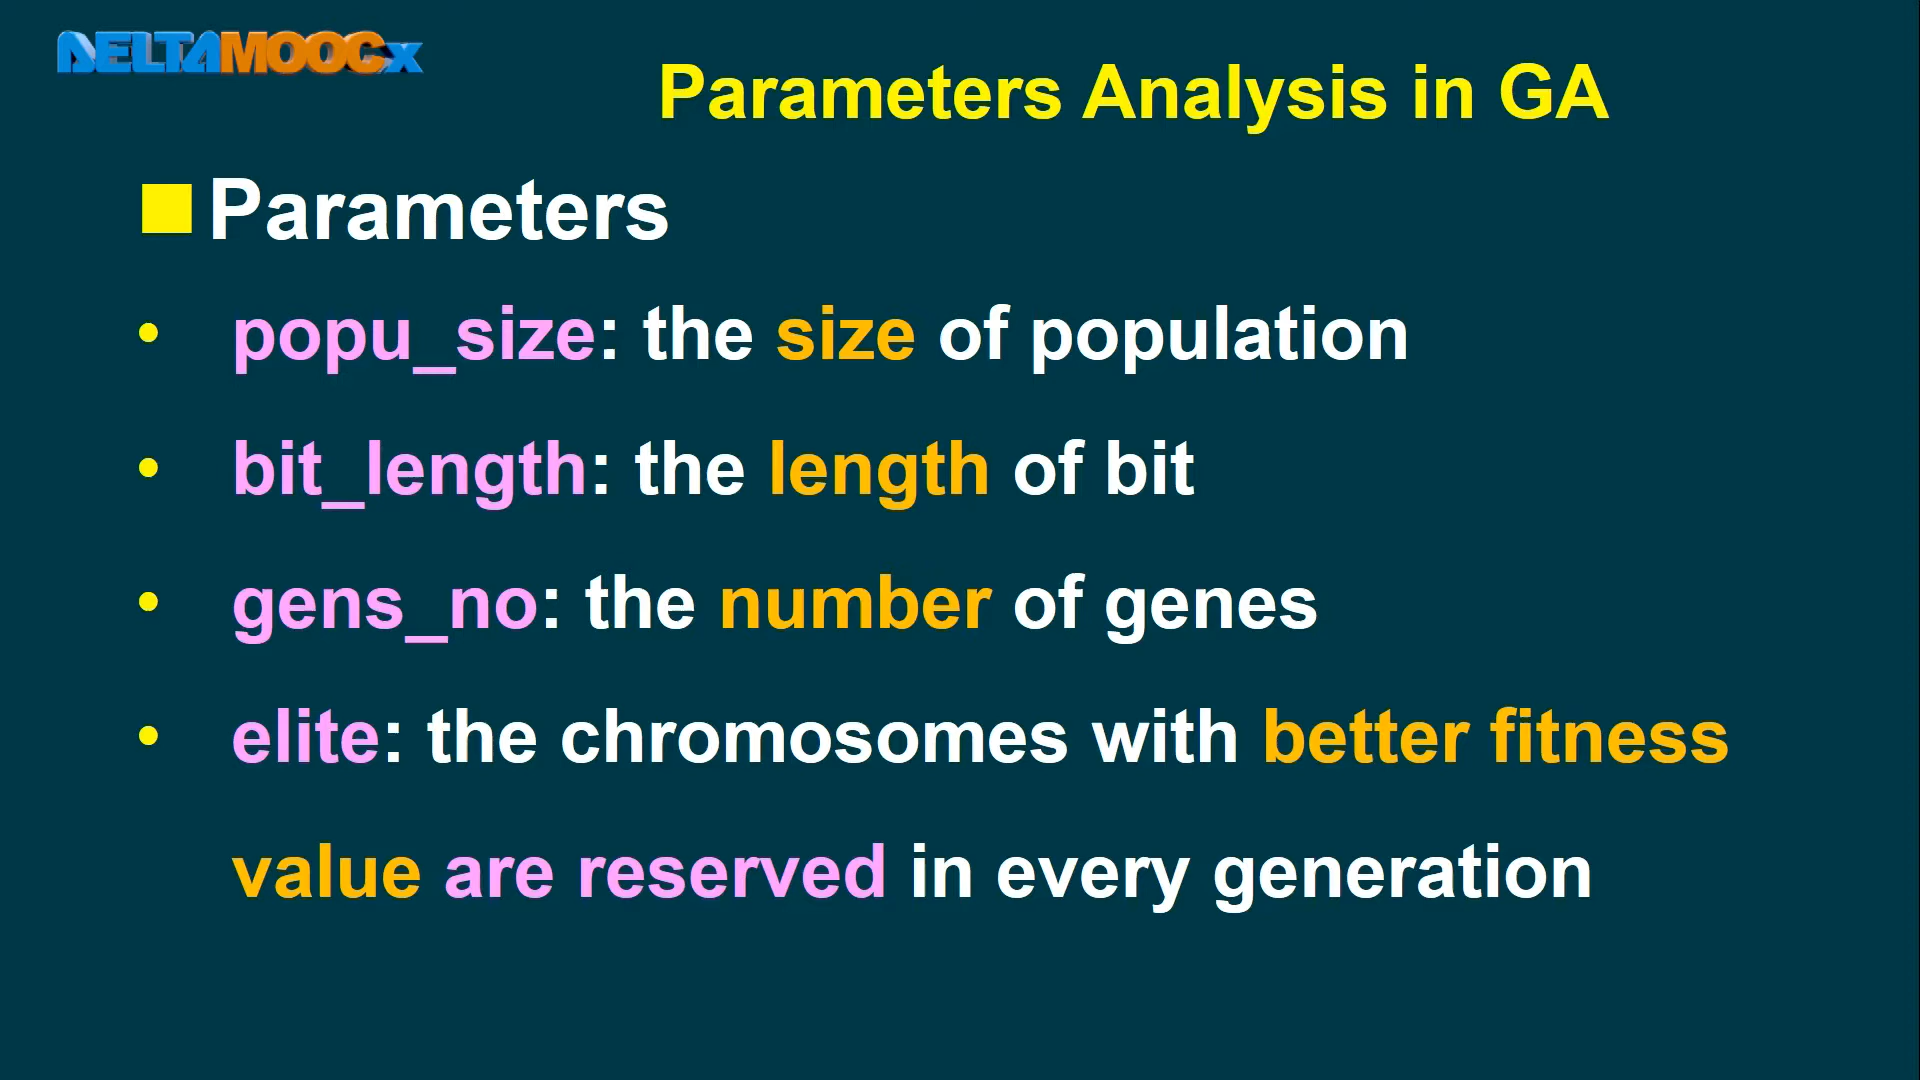 DELTAMOOCx
Parameters Analysis in GA
Parameters
• popu_size: the size of population
• bit_length: the length of bit
• gens_no: the number of genes
• elite: the chromosomes with better fitness
value are reserved in every generation